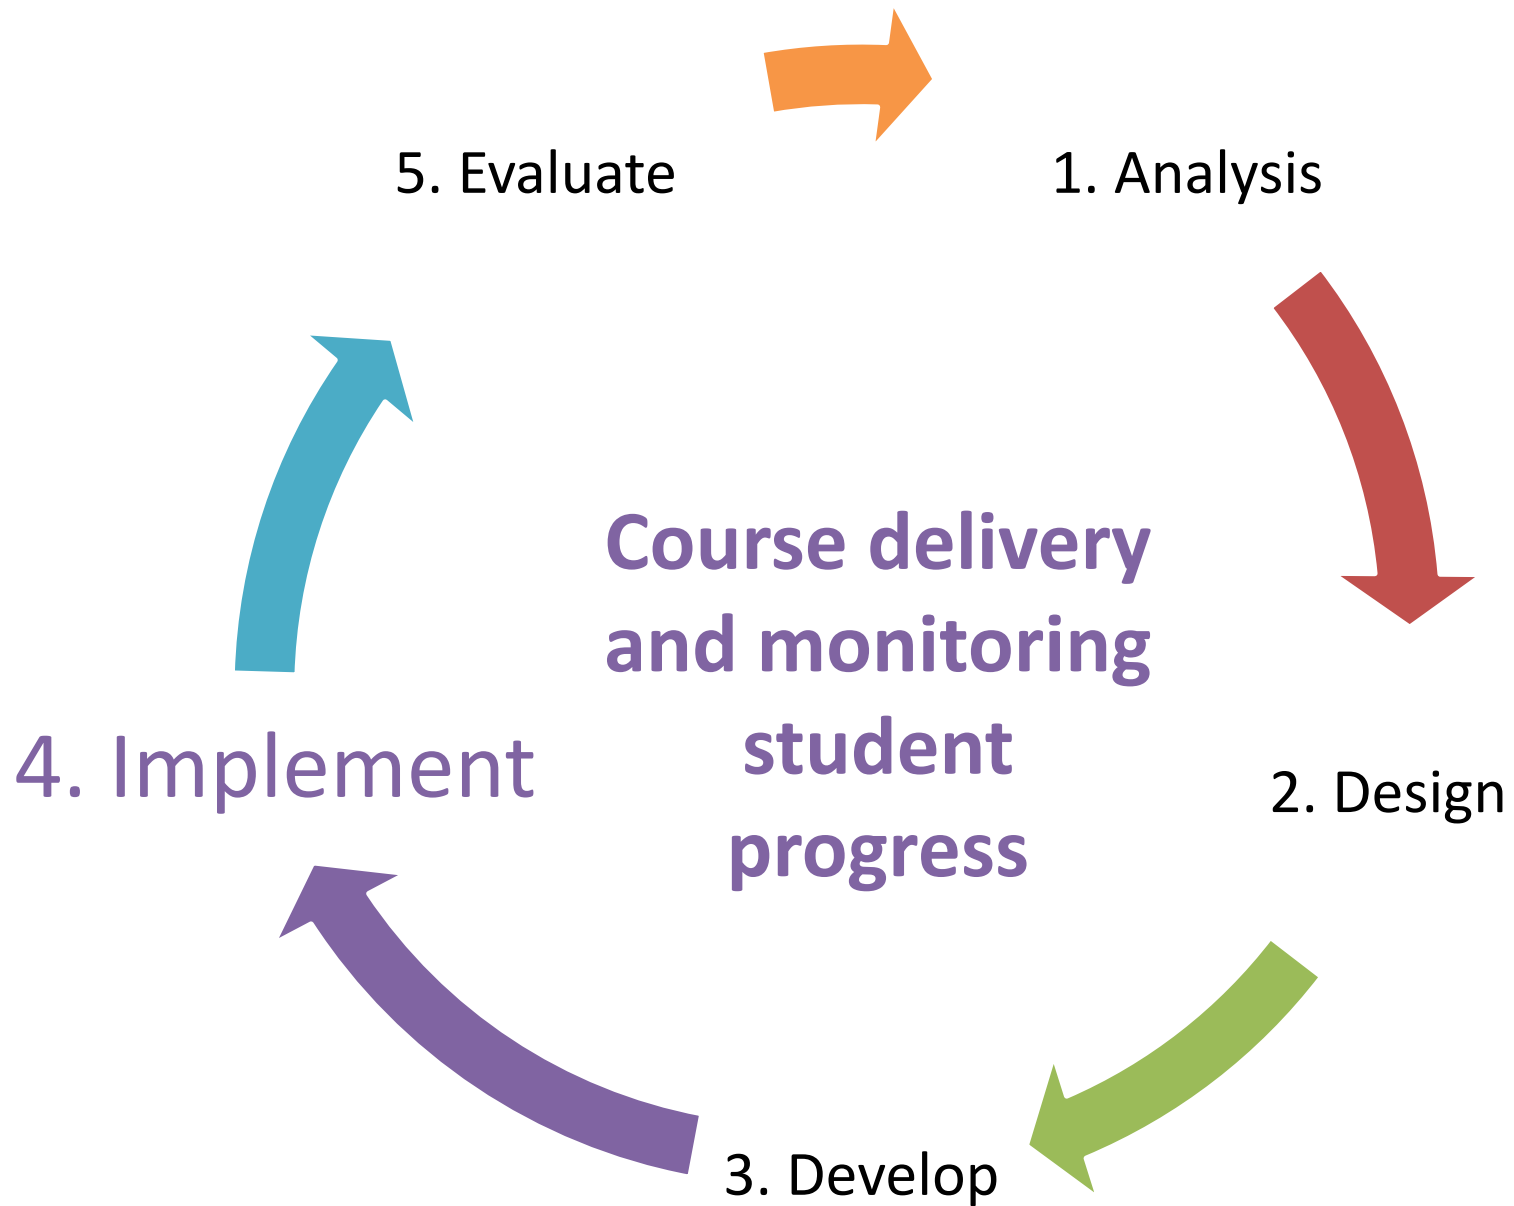 5. Evaluate
1. Analysis
Course delivery
and monitoring
student
progress
4. Implement
2. Design
3. Develop